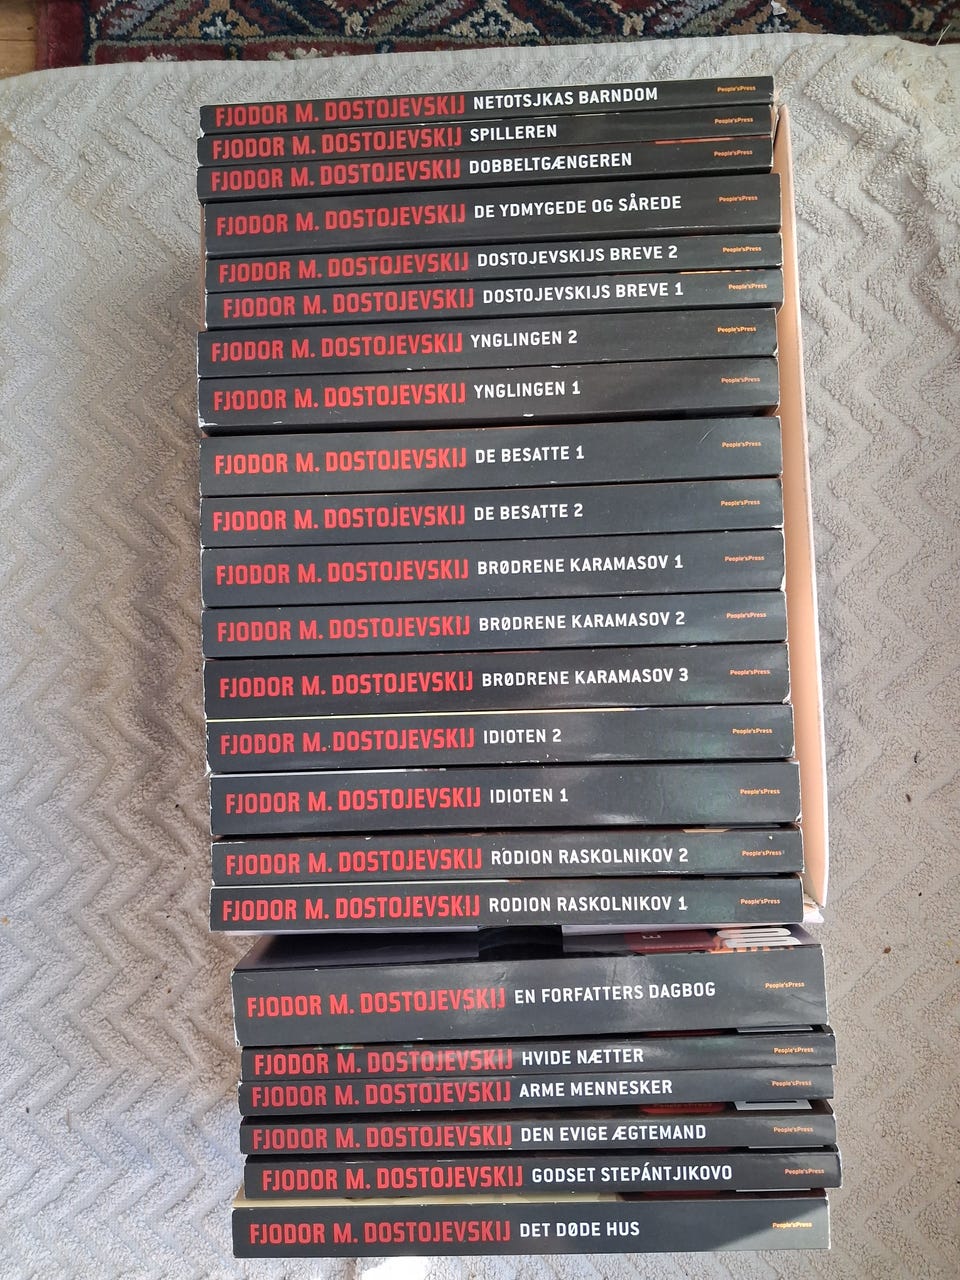 FJODOR M. DOSTOJEVSKIJ NETOTSJKAS BARNDOM People'sPress
FJODOR M. DOSTOJEVSKIJ SPILLEREN People'sPress
FJODOR M. DOSTOJEVSKIJ DOBBELTGÆNGEREN People'sPress
FJODOR M. DOSTOJEVSKIJ DE YDMYGEDE OG SÅREDE People'sPress
FJODOR M. DOSTOJEVSKIJ DOSTOJEVSKIJS BREVE 2 People'sPress
FJODOR M. DOSTOJEVSKIJ DOSTOJEVSKIJS BREVE 1 People'sPress
FJODOR M. DOSTOJEVSKIJ YNGLINGEN 2 People'sPress
FJODOR M. DOSTOJEVSKIJ YNGLINGEN 1 People'sPress
FJODOR M. DOSTOJEVSKIJ DE BESATTE 1 People'sPress
FJODOR M. DOSTOJEVSKIJ DE BESATTE 2 People'sPress
FJODOR M. DOSTOJEVSKIJ BRØDRENE KARAMASOV 1 People'sPress
FJODOR M. DOSTOJEVSKIJ BRØDRENE KARAMASOV 2 People'sPress
FJODOR M. DOSTOJEVSKIJ BRØDRENE KARAMASOV 3 People'sPress
FJODOR M. DOSTOJEVSKIJ IDIOTEN 2 People'sPress
FJODOR M. DOSTOJEVSKIJ IDIOTEN 1 People'sPress
FJODOR M. DOSTOJEVSKIJ RODION RASKOLNIKOV 2 People'sPress
FJODOR M. DOSTOJEVSKIJ RODION RASKOLNIKOV 1 People'sPress
FJODOR M. DOSTOJEVSKIJ EN FORFATTERS DAGBOG People'sPress
FJODOR M. DOSTOJEVSKIJ HVIDE NÆTTER People'sPress
FJODOR M. DOSTOJEVSKIJ ARME MENNESKER People'sPress
FJODOR M. DOSTOJEVSKIJ DEN EVIGE ÆGTEMAND People'sPress
FJODOR M. DOSTOJEVSKIJ GODSET STEPÁNTJIKOVO People'sPress
FJODOR M. DOSTOJEVSKIJ DET DØDE HUS People'sPress